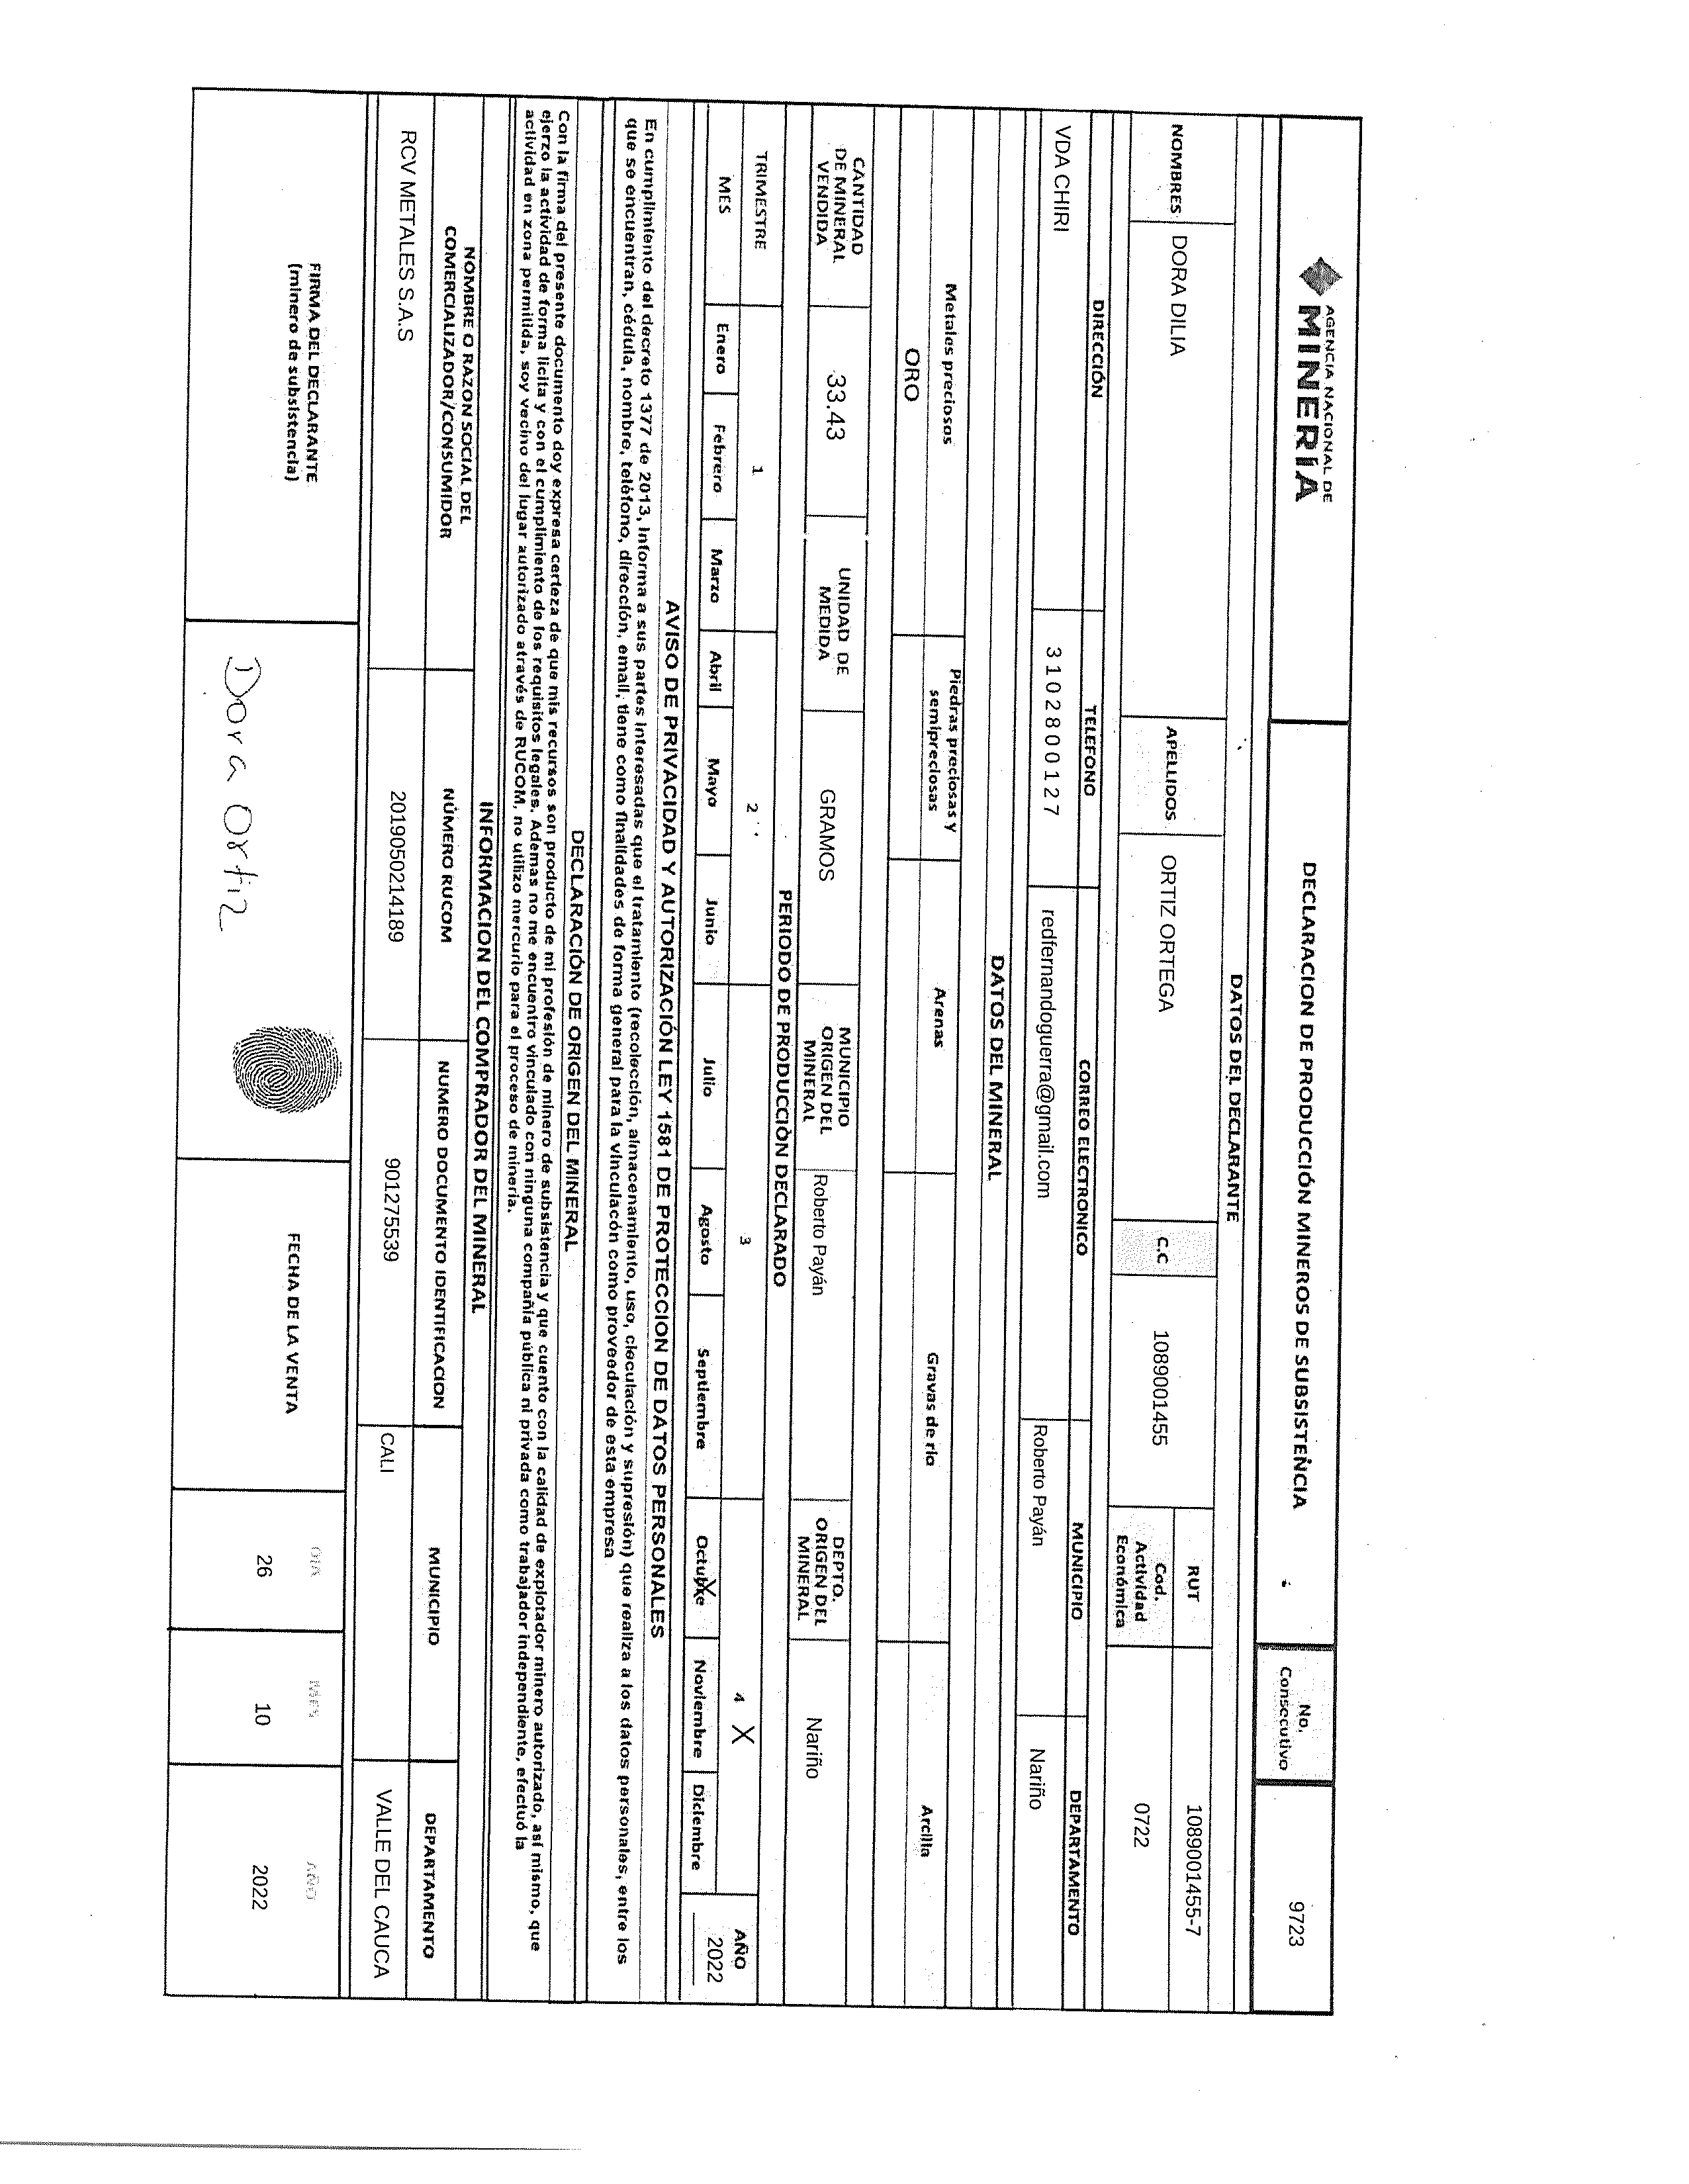 AGENCIA NACIONAL DE
MINERÍA
DECLARACION DE PRODUCCIÓN MINEROS DE SUBSISTENCIA
No. Consecutivo
9723
DATOS DEL DECLARANTE
NOMBRES
DORA DILIA
APELLIDOS
ORTIZ ORTEGA
C.C
1089001455
RUT
1089001455-7
Cod. Actividad Económica
0722
DIRECCIÓN
TELEFONO
CORREO ELECTRONICO
MUNICIPIO
DEPARTAMENTO
VDA CHIRI
3102800127
redfernandoguerra@gmail.com
Roberto Payán
Nariño
DATOS DEL MINERAL
Metales preciosos
Piedras preciosas y semipreciosas
Arenas
Gravas de río
Arcilla
ORO
CANTIDAD DE MINERAL VENDIDA
33.43
UNIDAD DE MEDIDA
GRAMOS
MUNICIPIO ORIGEN DEL MINERAL
Roberto Payán
DEPTO. ORIGEN DEL MINERAL
Nariño
PERIODO DE PRODUCCIÓN DECLARADO
TRIMESTRE
1
2
3
4 X
AÑO
2022
MES
Enero
Febrero
Marzo
Abril
Mayo
Junio
Julio
Agosto
Septiembre
Octubre X
Noviembre
Diciembre
AVISO DE PRIVACIDAD Y AUTORIZACIÓN LEY 1581 DE PROTECCION DE DATOS PERSONALES
En cumplimiento del decreto 1377 de 2013, Informa a sus partes interesadas que el tratamiento (recolección, almacenamiento, uso, cieculación y supresión) que realiza a los datos personales, entre los
que se encuentran, cédula, nombre, teléfono, dirección, email, tiene como finalidades de forma general para la vinculacón como proveedor de esta empresa
DECLARACIÓN DE ORIGEN DEL MINERAL
Con la firma del presente documento doy expresa certeza de que mis recursos son producto de mi profesión de minero de subsistencia y que cuento con la calidad de explotador minero autorizado, así mismo, que
ejerzo la actividad de forma licita y con el cumplimiento de los requisitos legales. Ademas no me encuentro vinculado con ninguna compañía pública ni privada como trabajador independiente, efectuó la
actividad en zona permitida, soy vecino del lugar autorizado através de RUCOM, no utilizo mercurio para el proceso de minería.
INFORMACION DEL COMPRADOR DEL MINERAL
NOMBRE O RAZON SOCIAL DEL COMERCIALIZADOR/CONSUMIDOR
NÚMERO RUCOM
NUMERO DOCUMENTO IDENTIFICACION
MUNICIPIO
DEPARTAMENTO
RCV METALES S.A.S
2019050214189
901275539
CALI
VALLE DEL CAUCA
FIRMA DEL DECLARANTE
(minero de subsistencia)
Dora Ortiz
FECHA DE LA VENTA
DIA
MES
AÑO
26
10
2022